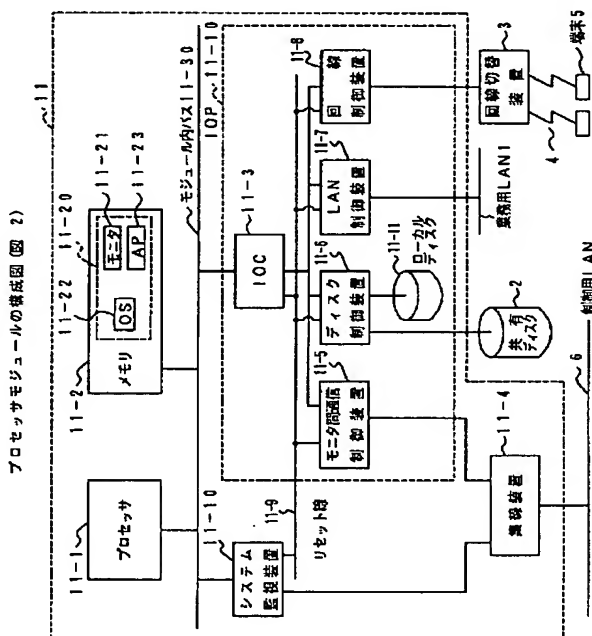 プロセッサモジュールの構成図(図 2)
11
11-1
プロセッサ
11-2
メモリ
11-20
11-21
モニタ
11-22
OS
11-23
AP
モジュール内バス11-30
IOP 11-10
11-3
IOC
11-10
システム
監視装置
11-9
リセット線
11-5
モニタ間通信
制御装置
11-6
ディスク
制御装置
11-7
LAN
制御装置
11-8
回線
制御装置
11-11
ローカル
ディスク
2
共有
ディスク
業務用LAN1
3
回線切替
装置
4
端末5
11-4
集線装置
6
制御用LAN